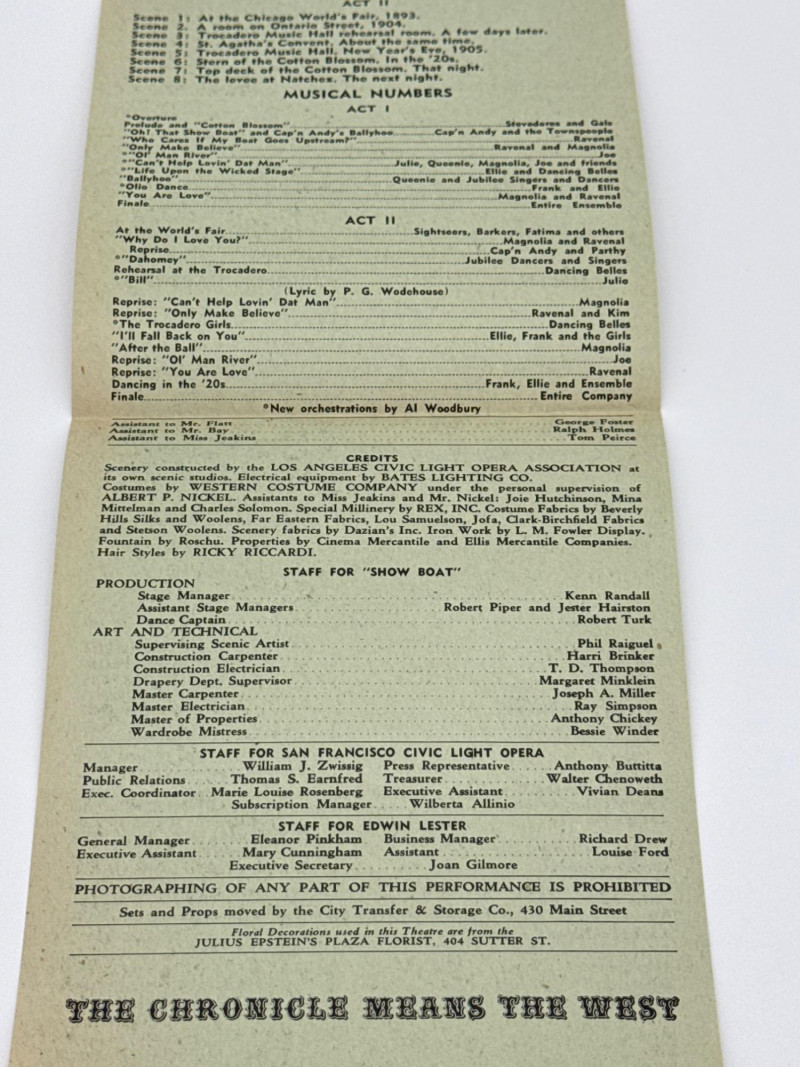 ACT II
Scene 1: At the Chicago World's Fair, 1893.
Scene 2. A room on Ontario Street, 1904.
Scene 3: Trocadero Music Hall rehearsal room. A few days later.
Scene 4: St. Agatha's Convent. About the same time.
Scene 5: Trocadero Music Hall, New Year's Eve, 1905.
Scene 6: Stern of the Cotton Blossom. In the '20s.
Scene 7: Top deck of the Cotton Blossom. That night.
Scene 8: The levee at Natchez. The next night.
MUSICAL NUMBERS
ACT I
*Overture
Prelude and "Cotton Blossom" Stevedores and Gals
"Oh! That Show Boat" and Cap'n Andy's Ballyhoo Cap'n Andy and the Townspeople
"Who Cares If My Boat Goes Upstream?" Ravenal
"Only Make Believe" Ravenal and Magnolia
*"Ol' Man River" Joe
*"Can't Help Lovin' Dat Man" Julie, Queenie, Magnolia, Joe and friends
*"Life Upon the Wicked Stage" Ellie and Dancing Belles
"Ballyhoo" Queenie and Jubilee Singers and Dancers
*Olio Dance Frank and Ellie
"You Are Love" Magnolia and Ravenal
Finale Entire Ensemble
ACT II
At the World's Fair Sightseers, Barkers, Fatima and others
"Why Do I Love You?" Magnolia and Ravenal
Reprise Cap'n Andy and Parthy
*"Dahomey" Jubilee Dancers and Singers
Rehearsal at the Trocadero Dancing Belles
*"Bill" Julie
(Lyric by P. G. Wodehouse)
Reprise: "Can't Help Lovin' Dat Man" Magnolia
Reprise: "Only Make Believe" Ravenal and Kim
*The Trocadero Girls Dancing Belles
"I'll Fall Back on You" Ellie, Frank and the Girls
"After the Ball" Magnolia
Reprise: "Ol' Man River" Joe
Reprise: "You Are Love" Ravenal
Dancing in the '20s Frank, Ellie and Ensemble
Finale Entire Company
*New orchestrations by Al Woodbury
Assistant to Mr. Flatt George Foster
Assistant to Mr. Bay Ralph Holmes
Assistant to Miss Jeakins Tom Peirce
CREDITS
Scenery constructed by the LOS ANGELES CIVIC LIGHT OPERA ASSOCIATION at
its own scenic studios. Electrical equipment by BATES LIGHTING CO.
Costumes by WESTERN COSTUME COMPANY under the personal supervision of
ALBERT P. NICKEL. Assistants to Miss Jeakins and Mr. Nickel: Joie Hutchinson, Mina
Mittelman and Charles Solomon. Special Millinery by REX, INC. Costume Fabrics by Beverly
Hills Silks and Woolens, Far Eastern Fabrics, Lou Samuelson, Jofa, Clark-Birchfield Fabrics
and Stetson Woolens. Scenery fabrics by Dazian's Inc. Iron Work by L. M. Fowler Display.
Fountain by Roschu. Properties by Cinema Mercantile and Ellis Mercantile Companies.
Hair Styles by RICKY RICCARDI.
STAFF FOR "SHOW BOAT"
PRODUCTION
Stage Manager Kenn Randall
Assistant Stage Managers Robert Piper and Jester Hairston
Dance Captain Robert Turk
ART AND TECHNICAL
Supervising Scenic Artist Phil Raiguel
Construction Carpenter Harri Brinker
Construction Electrician T. D. Thompson
Drapery Dept. Supervisor Margaret Minklein
Master Carpenter Joseph A. Miller
Master Electrician Ray Simpson
Master of Properties Anthony Chickey
Wardrobe Mistress Bessie Winder
STAFF FOR SAN FRANCISCO CIVIC LIGHT OPERA
Manager William J. Zwissig Press Representative Anthony Buttitta
Public Relations Thomas S. Earnfred Treasurer Walter Chenoweth
Exec. Coordinator Marie Louise Rosenberg Executive Assistant Vivian Deans
Subscription Manager Wilberta Allinio
STAFF FOR EDWIN LESTER
General Manager Eleanor Pinkham Business Manager Richard Drew
Executive Assistant Mary Cunningham Assistant Louise Ford
Executive Secretary Joan Gilmore
PHOTOGRAPHING OF ANY PART OF THIS PERFORMANCE IS PROHIBITED
Sets and Props moved by the City Transfer & Storage Co., 430 Main Street
Floral Decorations used in this Theatre are from the
JULIUS EPSTEIN'S PLAZA FLORIST, 404 SUTTER ST.
THE CHRONICLE MEANS THE WEST